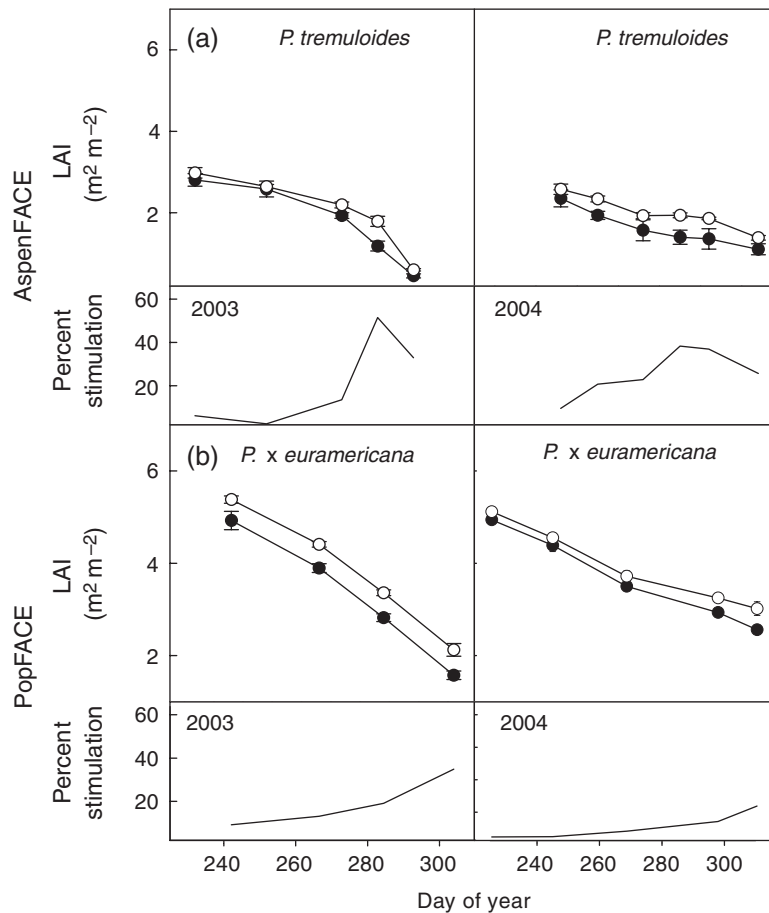 (a) P. tremuloides P. tremuloides
6
4
2
LAI
(m² m⁻²)
AspenFACE
2003 2004
60
40
20
Percent
stimulation
(b) P. x euramericana P. x euramericana
6
4
2
LAI
(m² m⁻²)
PopFACE
2003 2004
60
40
20
Percent
stimulation
240 260 280 300 240 260 280 300
Day of year